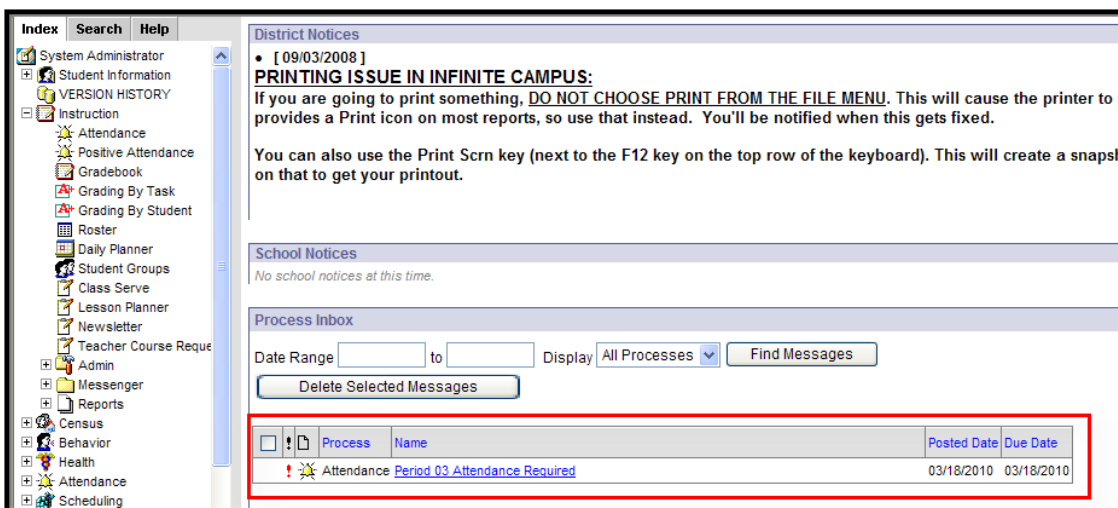 Index Search Help
System Administrator
Student Information
VERSION HISTORY
Instruction
Attendance
Positive Attendance
Gradebook
Grading By Task
Grading By Student
Roster
Daily Planner
Student Groups
Class Serve
Lesson Planner
Newsletter
Teacher Course Reque
Admin
Messenger
Reports
Census
Behavior
Health
Attendance
Scheduling
District Notices
• [ 09/03/2008 ]
PRINTING ISSUE IN INFINITE CAMPUS:
If you are going to print something, DO NOT CHOOSE PRINT FROM THE FILE MENU. This will cause the printer to
provides a Print icon on most reports, so use that instead. You'll be notified when this gets fixed.
You can also use the Print Scrn key (next to the F12 key on the top row of the keyboard). This will create a snapsh
on that to get your printout.
School Notices
No school notices at this time.
Process Inbox
Date Range to Display All Processes Find Messages
Delete Selected Messages
! Process Name Posted Date Due Date
! Attendance Period 03 Attendance Required 03/18/2010 03/18/2010